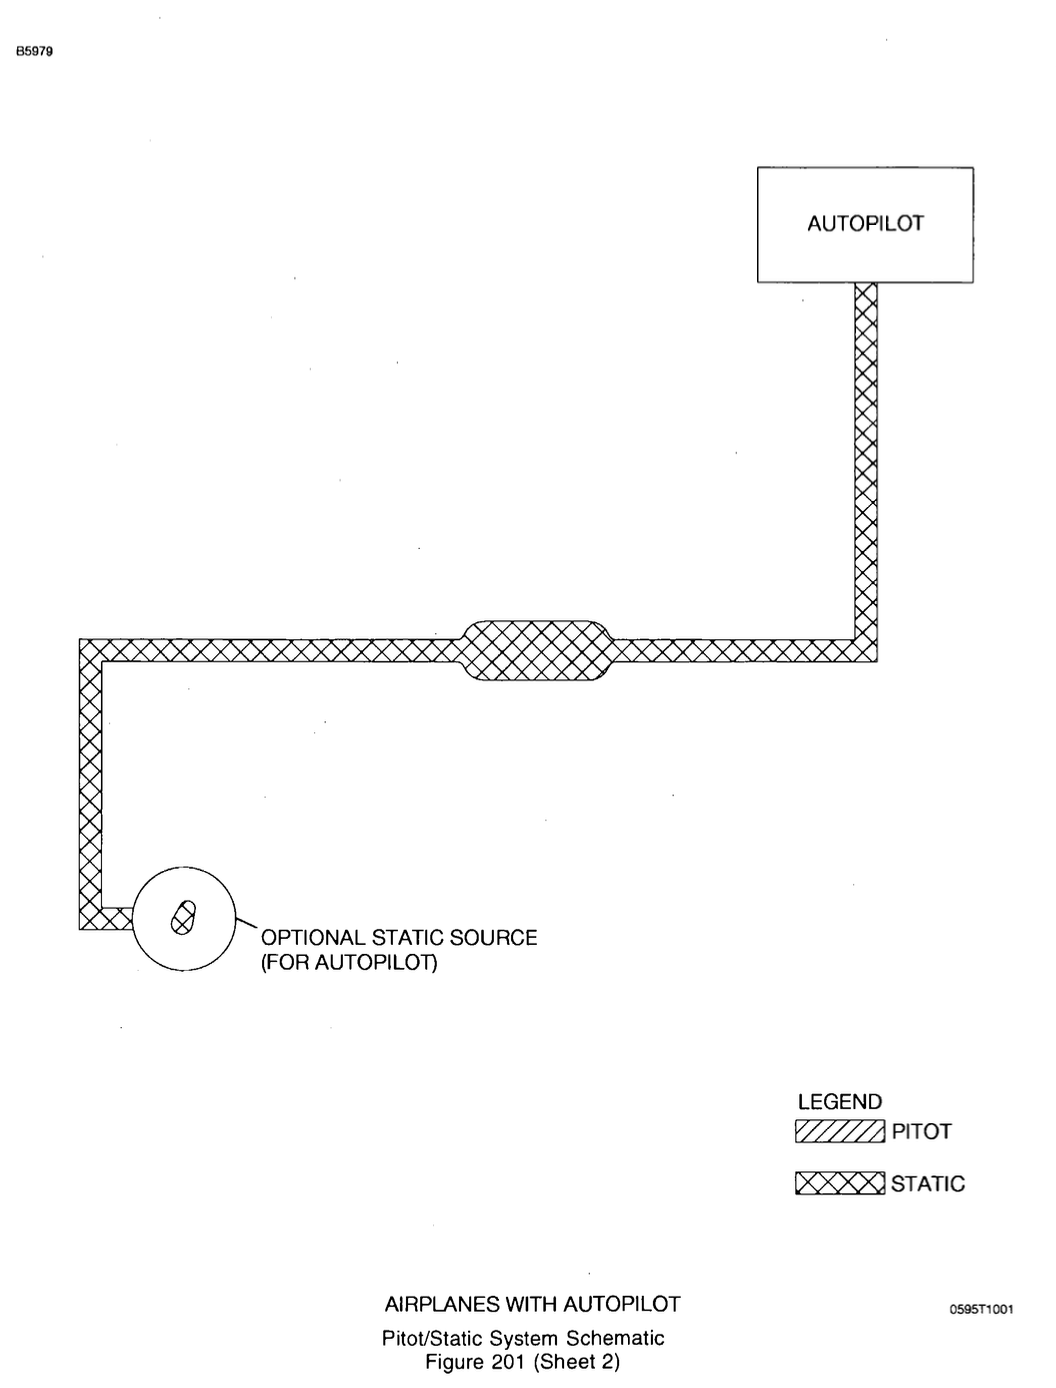 B5979
AUTOPILOT
OPTIONAL STATIC SOURCE
(FOR AUTOPILOT)
LEGEND
PITOT
STATIC
AIRPLANES WITH AUTOPILOT
0595T1001
Pitot/Static System Schematic
Figure 201 (Sheet 2)